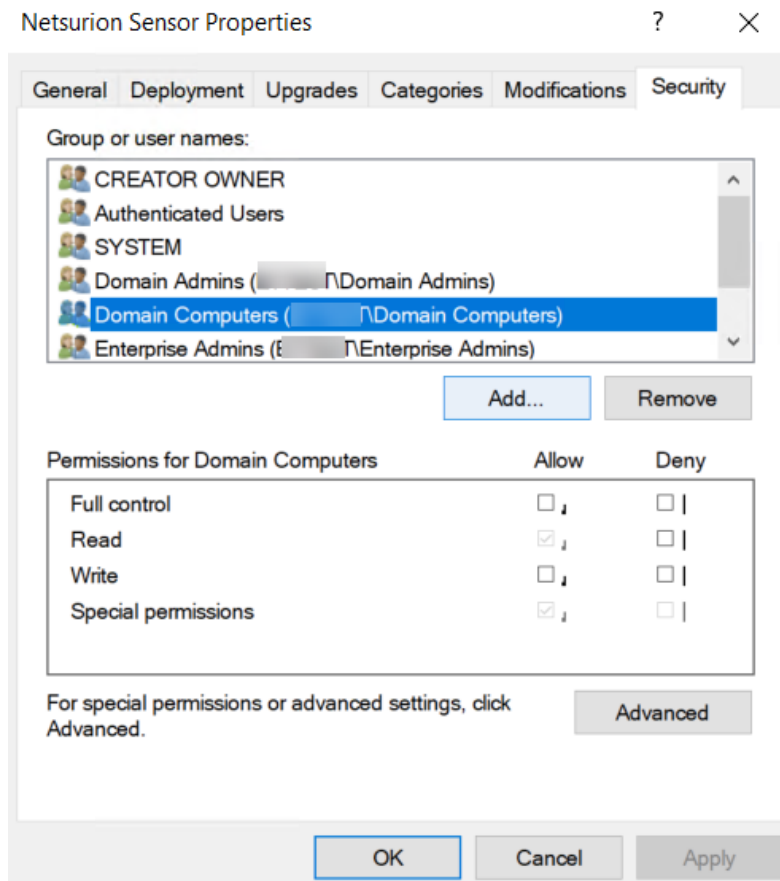 Netsurion Sensor Properties ?
General Deployment Upgrades Categories Modifications Security
Group or user names:
CREATOR OWNER
Authenticated Users
SYSTEM
Domain Admins ( \Domain Admins)
Domain Computers ( \Domain Computers)
Enterprise Admins ( \Enterprise Admins)
Add... Remove
Permissions for Domain Computers Allow Deny
Full control
Read
Write
Special permissions
For special permissions or advanced settings, click
Advanced.
Advanced
OK Cancel Apply